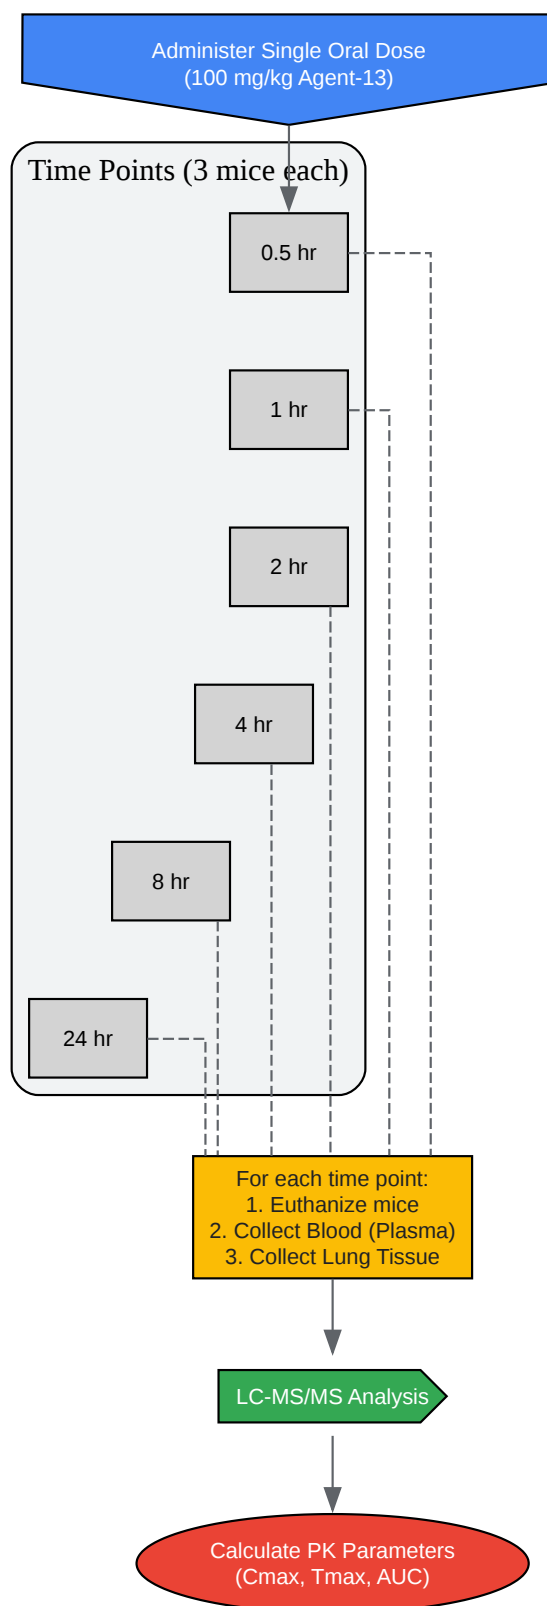 Administer Single Oral Dose
(100 mg/kg Agent-13)
Time Points (3 mice each)
0.5 hr
1 hr
2 hr
4 hr
8 hr
24 hr
For each time point:
1. Euthanize mice
2. Collect Blood (Plasma)
3. Collect Lung Tissue
LC-MS/MS Analysis
Calculate PK Parameters
(Cmax, Tmax, AUC)